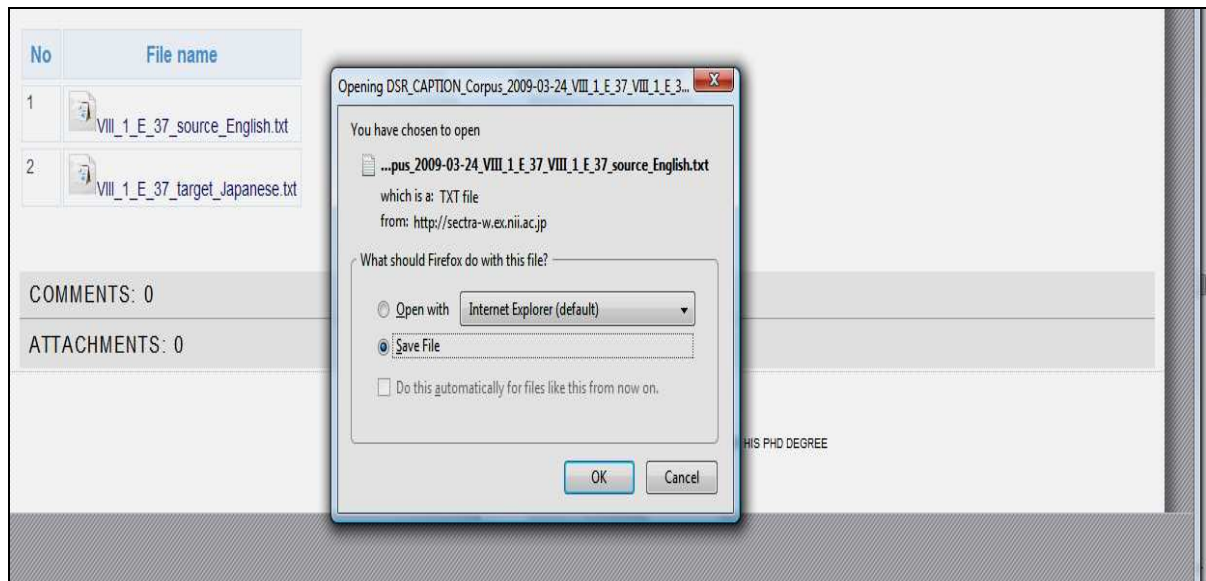 No File name
1 VIII_1_E_37_source_English.txt
2 VIII_1_E_37_target_Japanese.txt
COMMENTS: 0
ATTACHMENTS: 0
HIS PHD DEGREE
Opening DSR_CAPTION_Corpus_2009-03-24_VIII_1_E_37_VIII_1_E_3...
X
You have chosen to open
...pus_2009-03-24_VIII_1_E_37_VIII_1_E_37_source_English.txt
which is a: TXT file
from: http://sectra-w.ex.nii.ac.jp
What should Firefox do with this file?
Open with Internet Explorer (default)
Save File
Do this automatically for files like this from now on.
OK Cancel